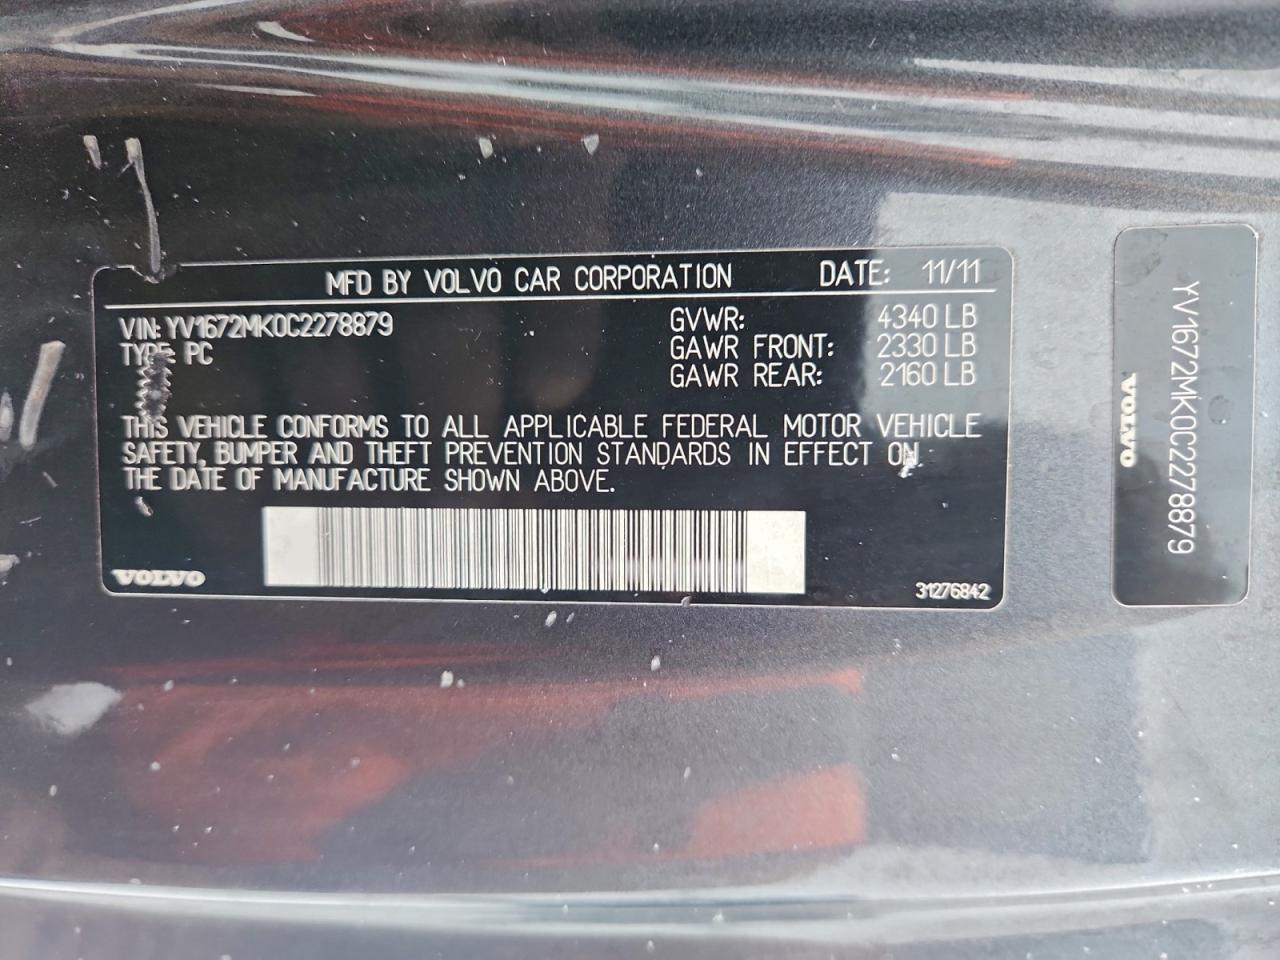 MFD BY VOLVO CAR CORPORATION DATE: 11/11
VIN: YV1672MK0C2278879
TYPE: PC
GVWR: 4340 LB
GAWR FRONT: 2330 LB
GAWR REAR: 2160 LB
THIS VEHICLE CONFORMS TO ALL APPLICABLE FEDERAL MOTOR VEHICLE
SAFETY, BUMPER AND THEFT PREVENTION STANDARDS IN EFFECT ON
THE DATE OF MANUFACTURE SHOWN ABOVE.
VOLVO
31276842
YV1672MK0C2278879
VOLVO